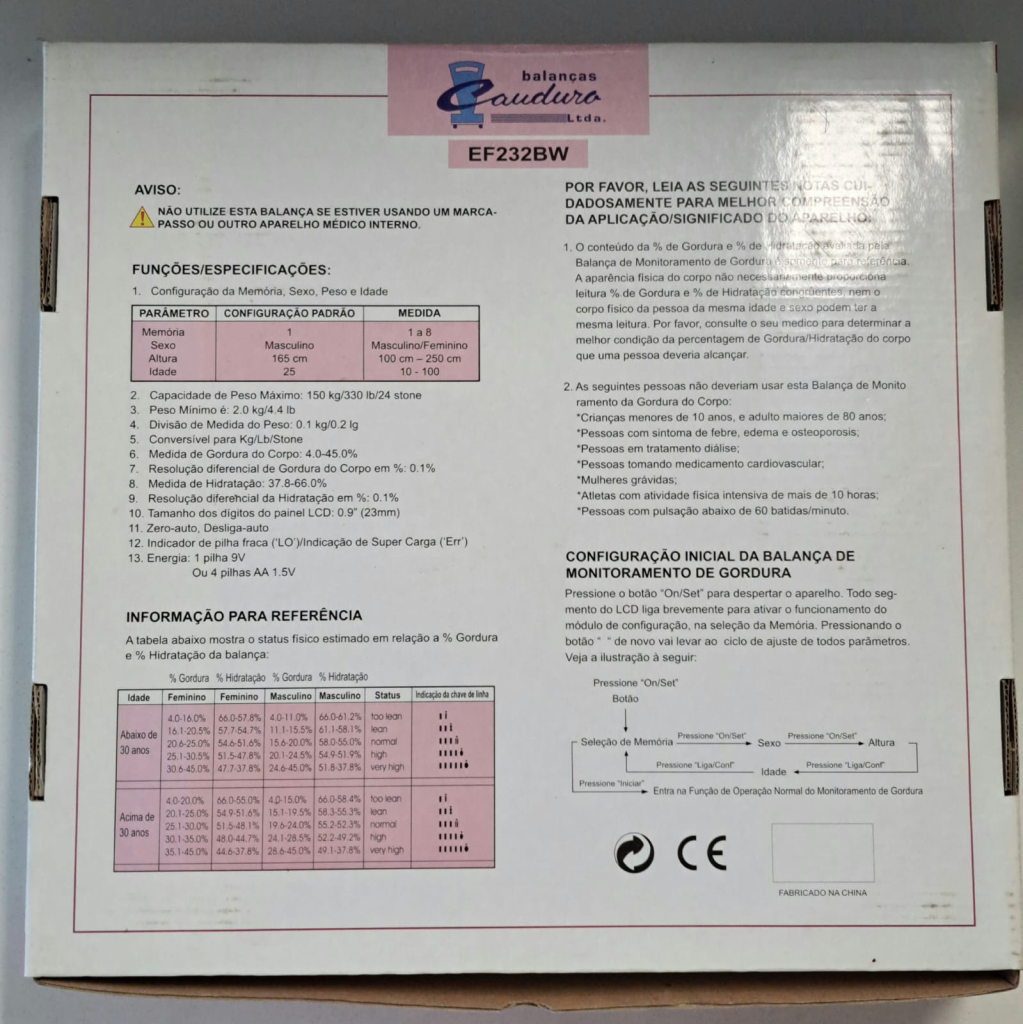 balanças
Cauduro
Ltda.
EF232BW
AVISO:
NÃO UTILIZE ESTA BALANÇA SE ESTIVER USANDO UM MARCA-
PASSO OU OUTRO APARELHO MÉDICO INTERNO.
FUNÇÕES/ESPECIFICAÇÕES:
1. Configuração da Memória, Sexo, Peso e Idade
PARÂMETRO CONFIGURAÇÃO PADRÃO MEDIDA
Memória 1 1 a 8
Sexo Masculino Masculino/Feminino
Altura 165 cm 100 cm – 250 cm
Idade 25 10 - 100
2. Capacidade de Peso Máximo: 150 kg/330 lb/24 stone
3. Peso Mínimo é: 2.0 kg/4.4 lb
4. Divisão de Medida do Peso: 0.1 kg/0.2 lg
5. Conversível para Kg/Lb/Stone
6. Medida de Gordura do Corpo: 4.0-45.0%
7. Resolução diferencial de Gordura do Corpo em %: 0.1%
8. Medida de Hidratação: 37.8-66.0%
9. Resolução diferencial da Hidratação em %: 0.1%
10. Tamanho dos dígitos do painel LCD: 0.9" (23mm)
11. Zero-auto, Desliga-auto
12. Indicador de pilha fraca ('LO')/Indicação de Super Carga ('Err')
13. Energia: 1 pilha 9V
Ou 4 pilhas AA 1.5V
INFORMAÇÃO PARA REFERÊNCIA
A tabela abaixo mostra o status físico estimado em relação a % Gordura
e % Hidratação da balança:
% Gordura % Hidratação % Gordura % Hidratação
Idade Feminino Feminino Masculino Masculino Status Indicação da chave de linha
Abaixo de
30 anos
4.0-16.0% 66.0-57.8% 4.0-11.0% 66.0-61.2% too lean
16.1-20.5% 57.7-54.7% 11.1-15.5% 61.1-58.1% lean
20.6-25.0% 54.6-51.6% 15.6-20.0% 58.0-55.0% normal
25.1-30.5% 51.5-47.8% 20.1-24.5% 54.9-51.9% high
30.6-45.0% 47.7-37.8% 24.6-45.0% 51.8-37.8% very high
Acima de
30 anos
4.0-20.0% 66.0-55.0% 4.0-15.0% 66.0-58.4% too lean
20.1-25.0% 54.9-51.6% 15.1-19.5% 58.3-55.3% lean
25.1-30.0% 51.5-48.1% 19.6-24.0% 55.2-52.3% normal
30.1-35.0% 48.0-44.7% 24.1-28.5% 52.2-49.2% high
35.1-45.0% 44.6-37.8% 28.6-45.0% 49.1-37.8% very high
POR FAVOR, LEIA AS SEGUINTES NOTAS CUI-
DADOSAMENTE PARA MELHOR COMPREENSÃO
DA APLICAÇÃO/SIGNIFICADO DO APARELHO:
1. O conteúdo da % de Gordura e % de Hidratação avaliada pela
Balança de Monitoramento de Gordura é somente para referência.
A aparência física do corpo não necessariamente proporciona
leitura % de Gordura e % de Hidratação congruentes, nem o
corpo físico da pessoa da mesma idade e sexo podem ter a
mesma leitura. Por favor, consulte o seu medico para determinar a
melhor condição da percentagem de Gordura/Hidratação do corpo
que uma pessoa deveria alcançar.
2. As seguintes pessoas não deveriam usar esta Balança de Monito
ramento da Gordura do Corpo:
*Crianças menores de 10 anos, e adulto maiores de 80 anos;
*Pessoas com sintoma de febre, edema e osteoporosis;
*Pessoas em tratamento diálise;
*Pessoas tomando medicamento cardiovascular;
*Mulheres grávidas;
*Atletas com atividade física intensiva de mais de 10 horas;
*Pessoas com pulsação abaixo de 60 batidas/minuto.
CONFIGURAÇÃO INICIAL DA BALANÇA DE
MONITORAMENTO DE GORDURA
Pressione o botão "On/Set" para despertar o aparelho. Todo seg-
mento do LCD liga brevemente para ativar o funcionamento do
módulo de configuração, na seleção da Memória. Pressionando o
botão " " de novo vai levar ao ciclo de ajuste de todos parâmetros.
Veja a ilustração à seguir:
Pressione "On/Set"
Botão
Seleção de Memória Pressione "On/Set" Sexo Pressione "On/Set" Altura
Pressione "Liga/Conf" Idade Pressione "Liga/Conf"
Pressione "Iniciar" Entra na Função de Operação Normal do Monitoramento de Gordura
CE
FABRICADO NA CHINA